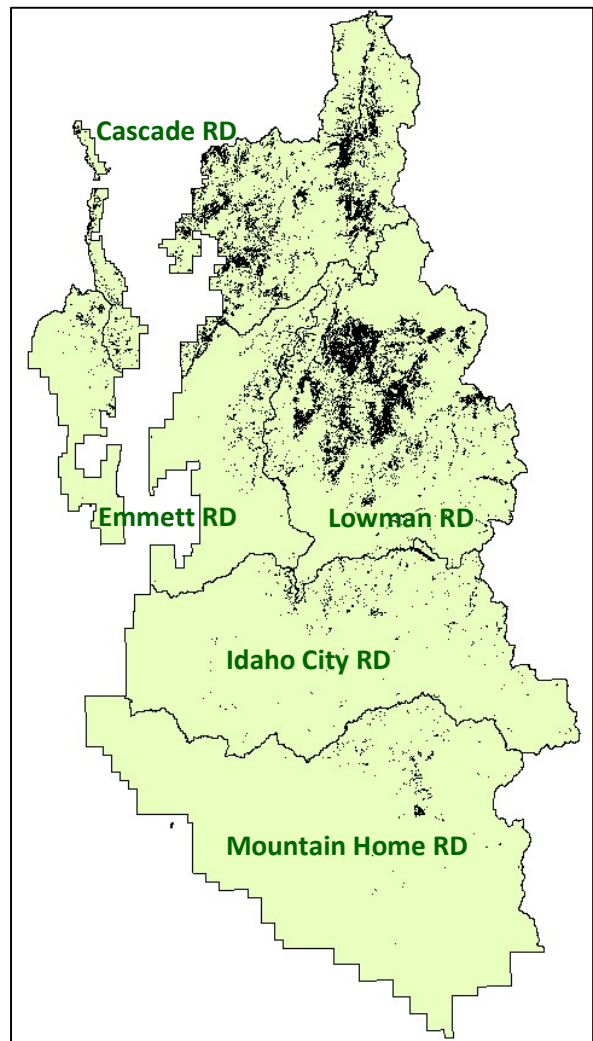 Cascade RD
Emmett RD
Lowman RD
Idaho City RD
Mountain Home RD